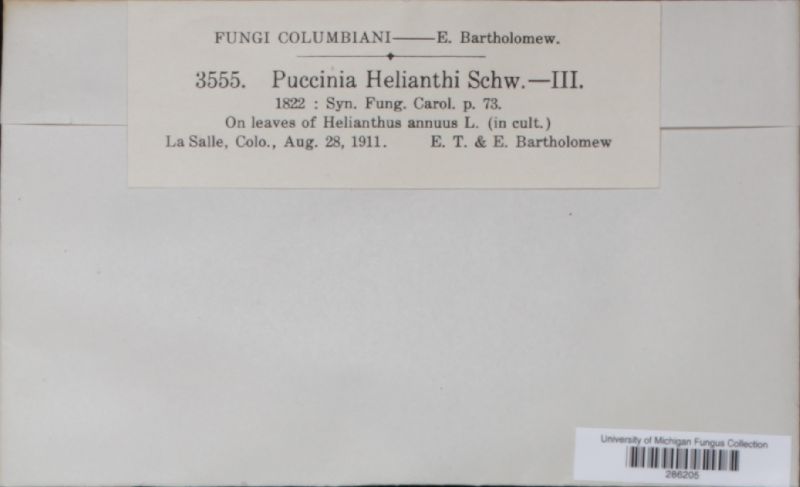 FUNGI COLUMBIANI——E. Bartholomew.
3555. Puccinia Helianthi Schw.—III.
1822 : Syn. Fung. Carol. p. 73.
On leaves of Helianthus annuus L. (in cult.)
La Salle, Colo., Aug. 28, 1911. E. T. & E. Bartholomew
University of Michigan Fungus Collection
286205